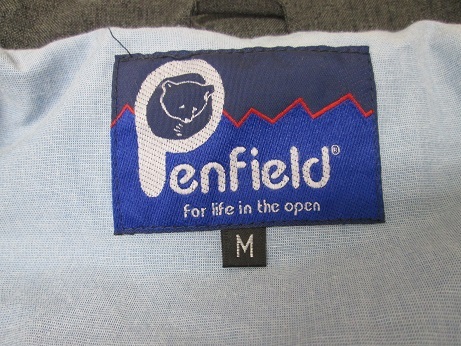 Penfield®
for life in the open
M